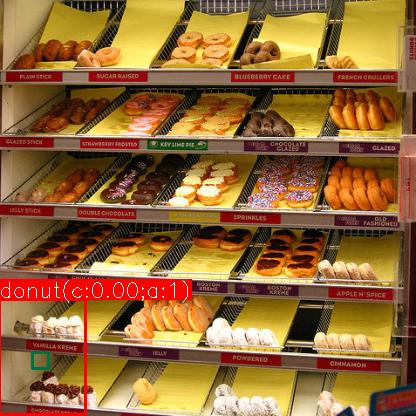 PLAIN STICK
SUGAR RAISED
BLUEBERRY CAKE
FRENCH CRULLERS
GLAZED STICK
STRAWBERRY FROSTED
KEY LIME PIE
CHOCOLATE GLAZED
JELLY STICK
DOUBLE CHOCOLATE
SPRINKLES
OLD FASHIONED
BOSTON KREME
BOSTON KREME
APPLE N' SPICE
donut(c:0.00;a:1)
VANILLA KREME
JELLY
POWDERED
CINNAMON